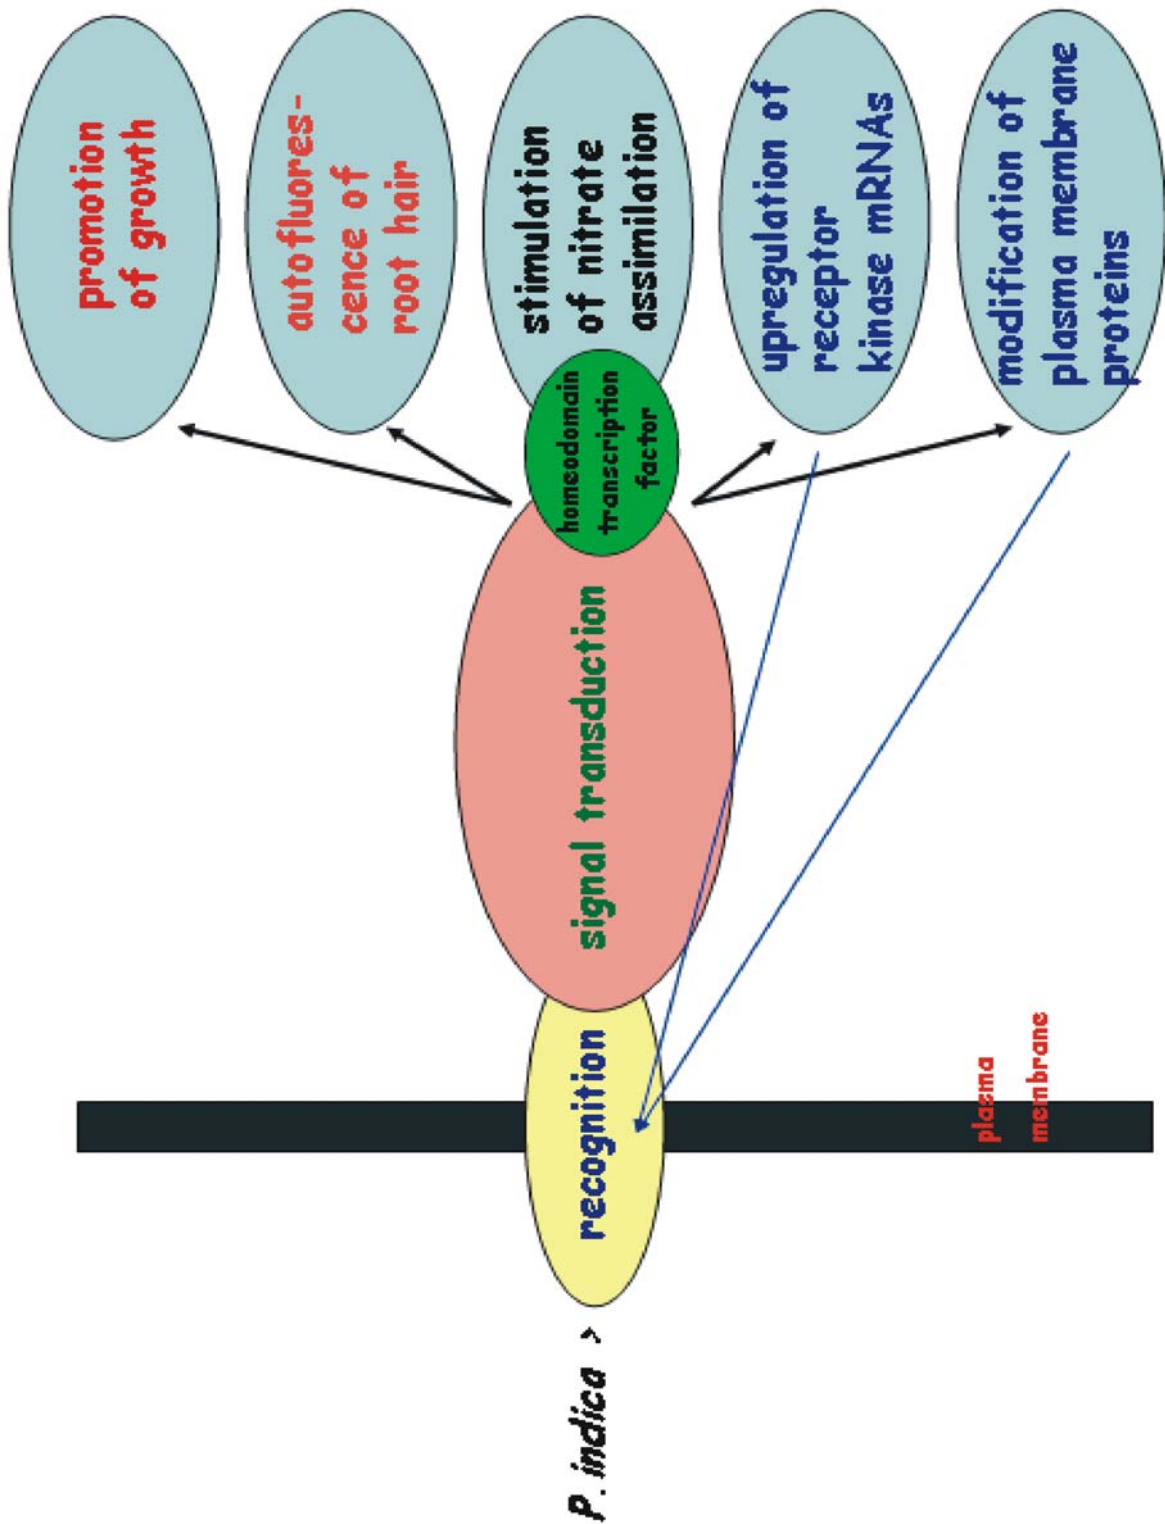 P. indica >
recognition
plasma
membrane
signal transduction
homeodomain
transcription
factor
promotion
of growth
autofluores-
cence of
root hair
stimulation
of nitrate
assimilation
upregulation of
receptor
kinase mRNAs
modification of
plasma membrane
proteins